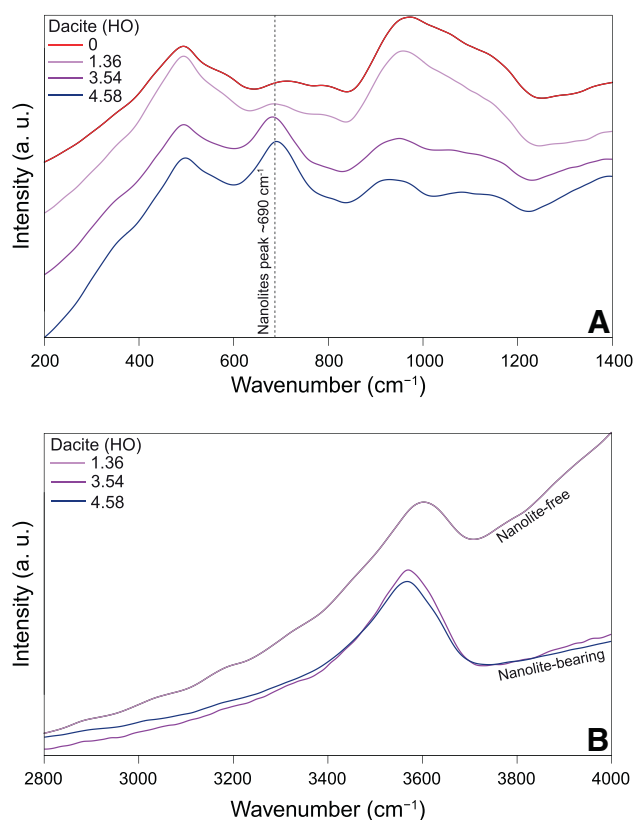 Dacite (HO)
0
1.36
3.54
4.58
Intensity (a. u.)
Nanolites peak ~690 cm⁻¹
A
200 400 600 800 1000 1200 1400
Wavenumber (cm⁻¹)
Dacite (HO)
1.36
3.54
4.58
Intensity (a. u.)
Nanolite-free
Nanolite-bearing
B
2800 3000 3200 3400 3600 3800 4000
Wavenumber (cm⁻¹)